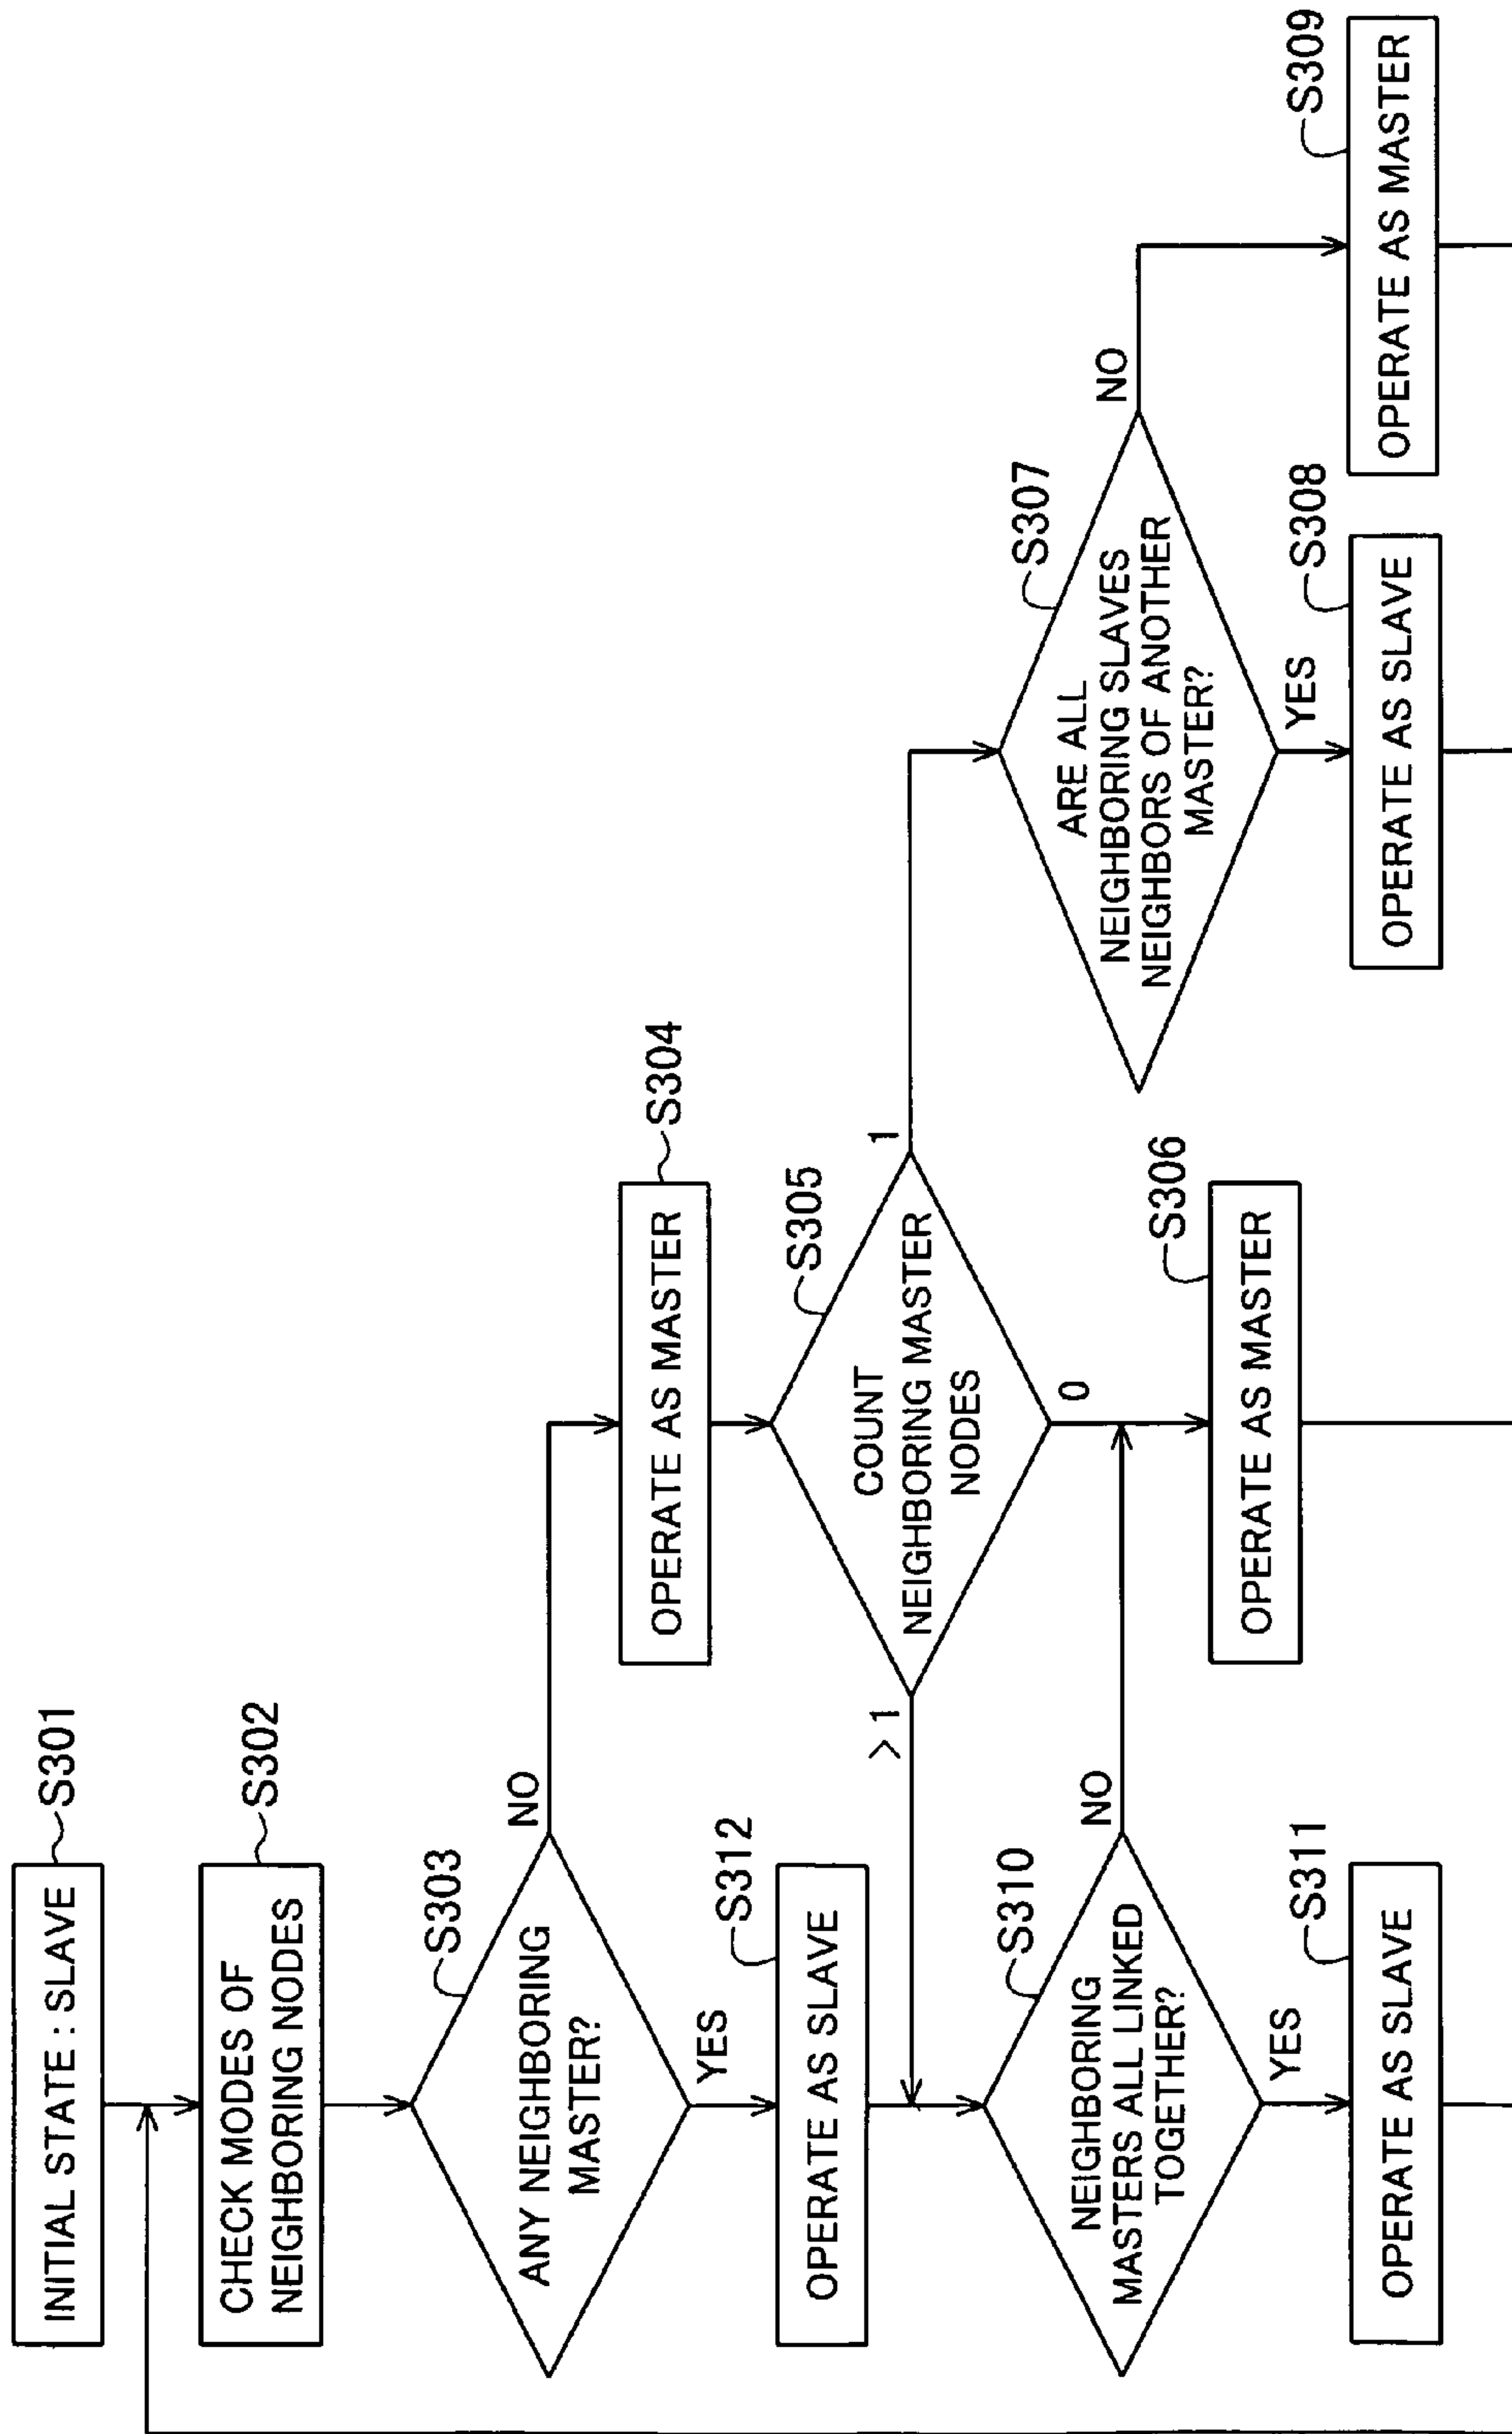 INITIAL STATE : SLAVE
S301
CHECK MODES OF
NEIGHBORING NODES
S302
ANY NEIGHBORING
MASTER?
S303
NO
YES
OPERATE AS MASTER
S304
OPERATE AS SLAVE
S312
COUNT
NEIGHBORING MASTER
NODES
S305
> 1
1
0
NEIGHBORING
MASTERS ALL LINKED
TOGETHER?
S310
NO
YES
ARE ALL
NEIGHBORING SLAVES
NEIGHBORS OF ANOTHER
MASTER?
S307
NO
YES
OPERATE AS SLAVE
S311
OPERATE AS MASTER
S306
OPERATE AS SLAVE
S308
OPERATE AS MASTER
S309